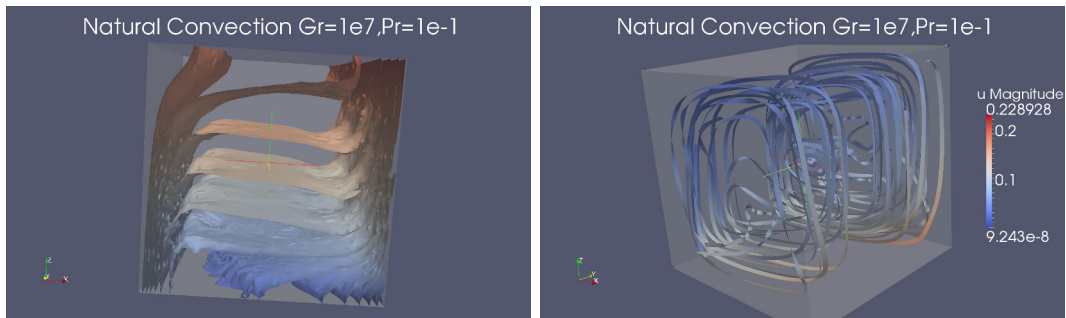 Natural Convection Gr=1e7,Pr=1e-1
Z
X
Natural Convection Gr=1e7,Pr=1e-1
u Magnitude
0.228928
0.2
0.1
9.243e-8
Z
Y
X